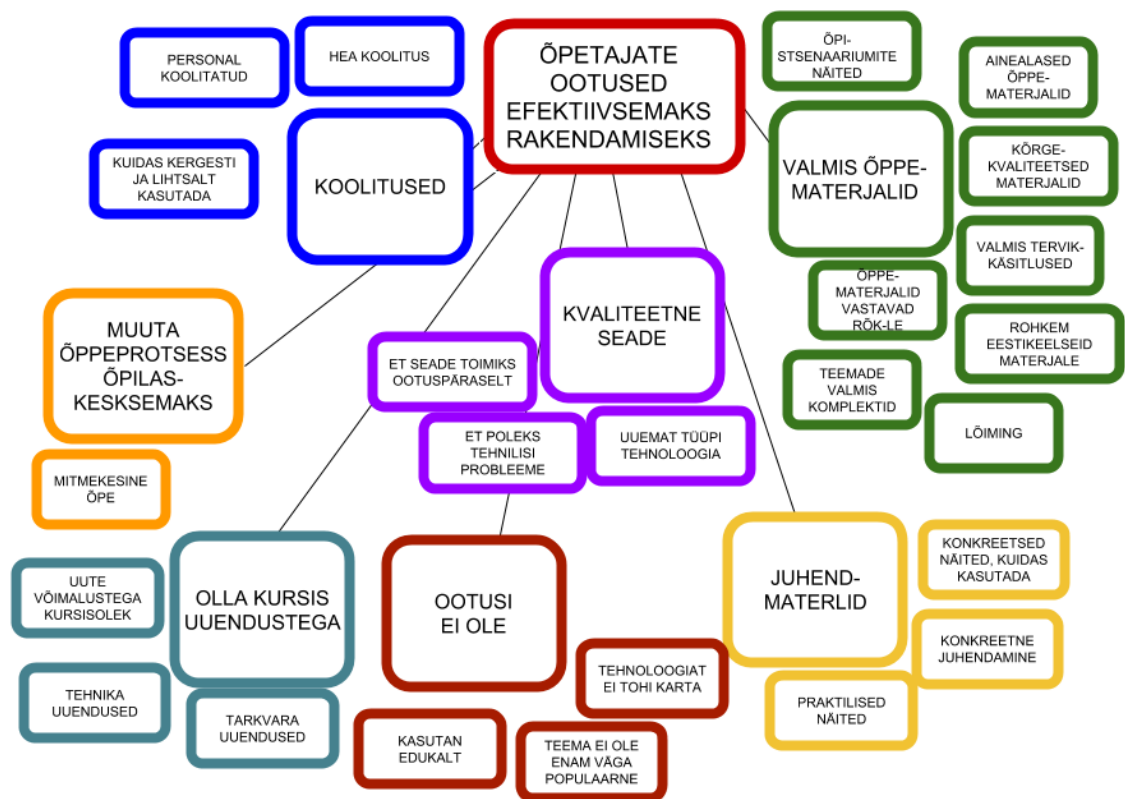 ÕPETAJATE
OOTUSED
EFEKTIIVSEMAKS
RAKENDAMISEKS
PERSONAL
KOOLITATUD
HEA KOOLITUS
KUIDAS KERGESTI
JA LIHTSALT
KASUTADA
KOOLITUSED
ÕPI-
STSENAARIUMITE
NÄITED
AINEALASED
ÕPPE-
MATERJALID
VALMIS ÕPPE-
MATERJALID
KÕRGE-
KVALITEETSED
MATERJALID
VALMIS TERVIK-
KÄSITLUSED
ÕPPE-
MATERJALID
VASTAVAD
RÕK-LE
ROHKEM
EESTIKEELSEID
MATERJALE
TEEMADE
VALMIS
KOMPLEKTID
LÕIMING
MUUTA
ÕPPEPROTSESS
ÕPILAS-
KESKSEMAKS
MITMEKESINE
ÕPE
KVALITEETNE
SEADE
ET SEADE TOIMIKS
OOTUSPÄRASELT
ET POLEKS
TEHNILISI
PROBLEEME
UUEMAT TÜÜPI
TEHNOLOOGIA
UUTE
VÕIMALUSTEGA
KURSISOLEK
OLLA KURSIS
UUENDUSTEGA
TEHNIKA
UUENDUSED
TARKVARA
UUENDUSED
OOTUSI
EI OLE
TEHNOLOOGIAT
EI TOHI KARTA
KASUTAN
EDUKALT
TEEMA EI OLE
ENAM VÄGA
POPULAARNE
JUHEND-
MATERLID
KONKREETSED
NÄITED, KUIDAS
KASUTADA
KONKREETNE
JUHENDAMINE
PRAKTILISED
NÄITED